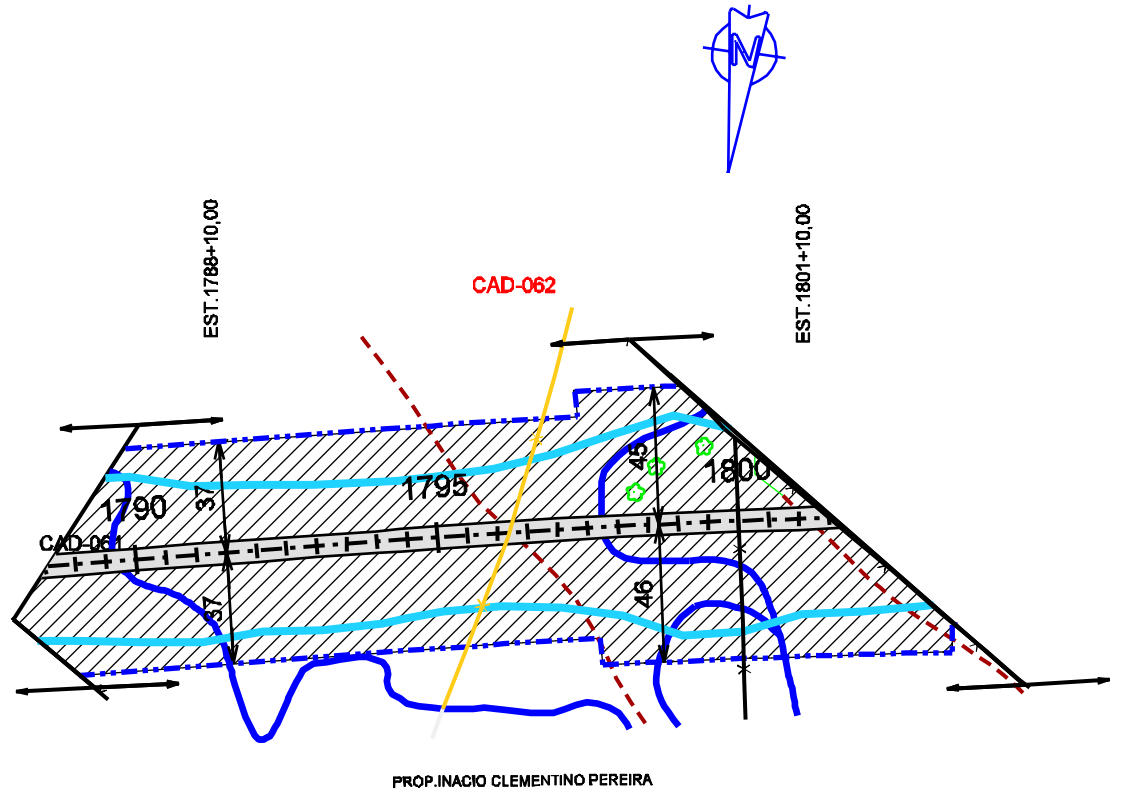 N
EST.1788+10,00
EST.1801+10,00
CAD-062
45
1800
1795
37
1790
CAD-061
46
37
PROP.INACIO CLEMENTINO PEREIRA